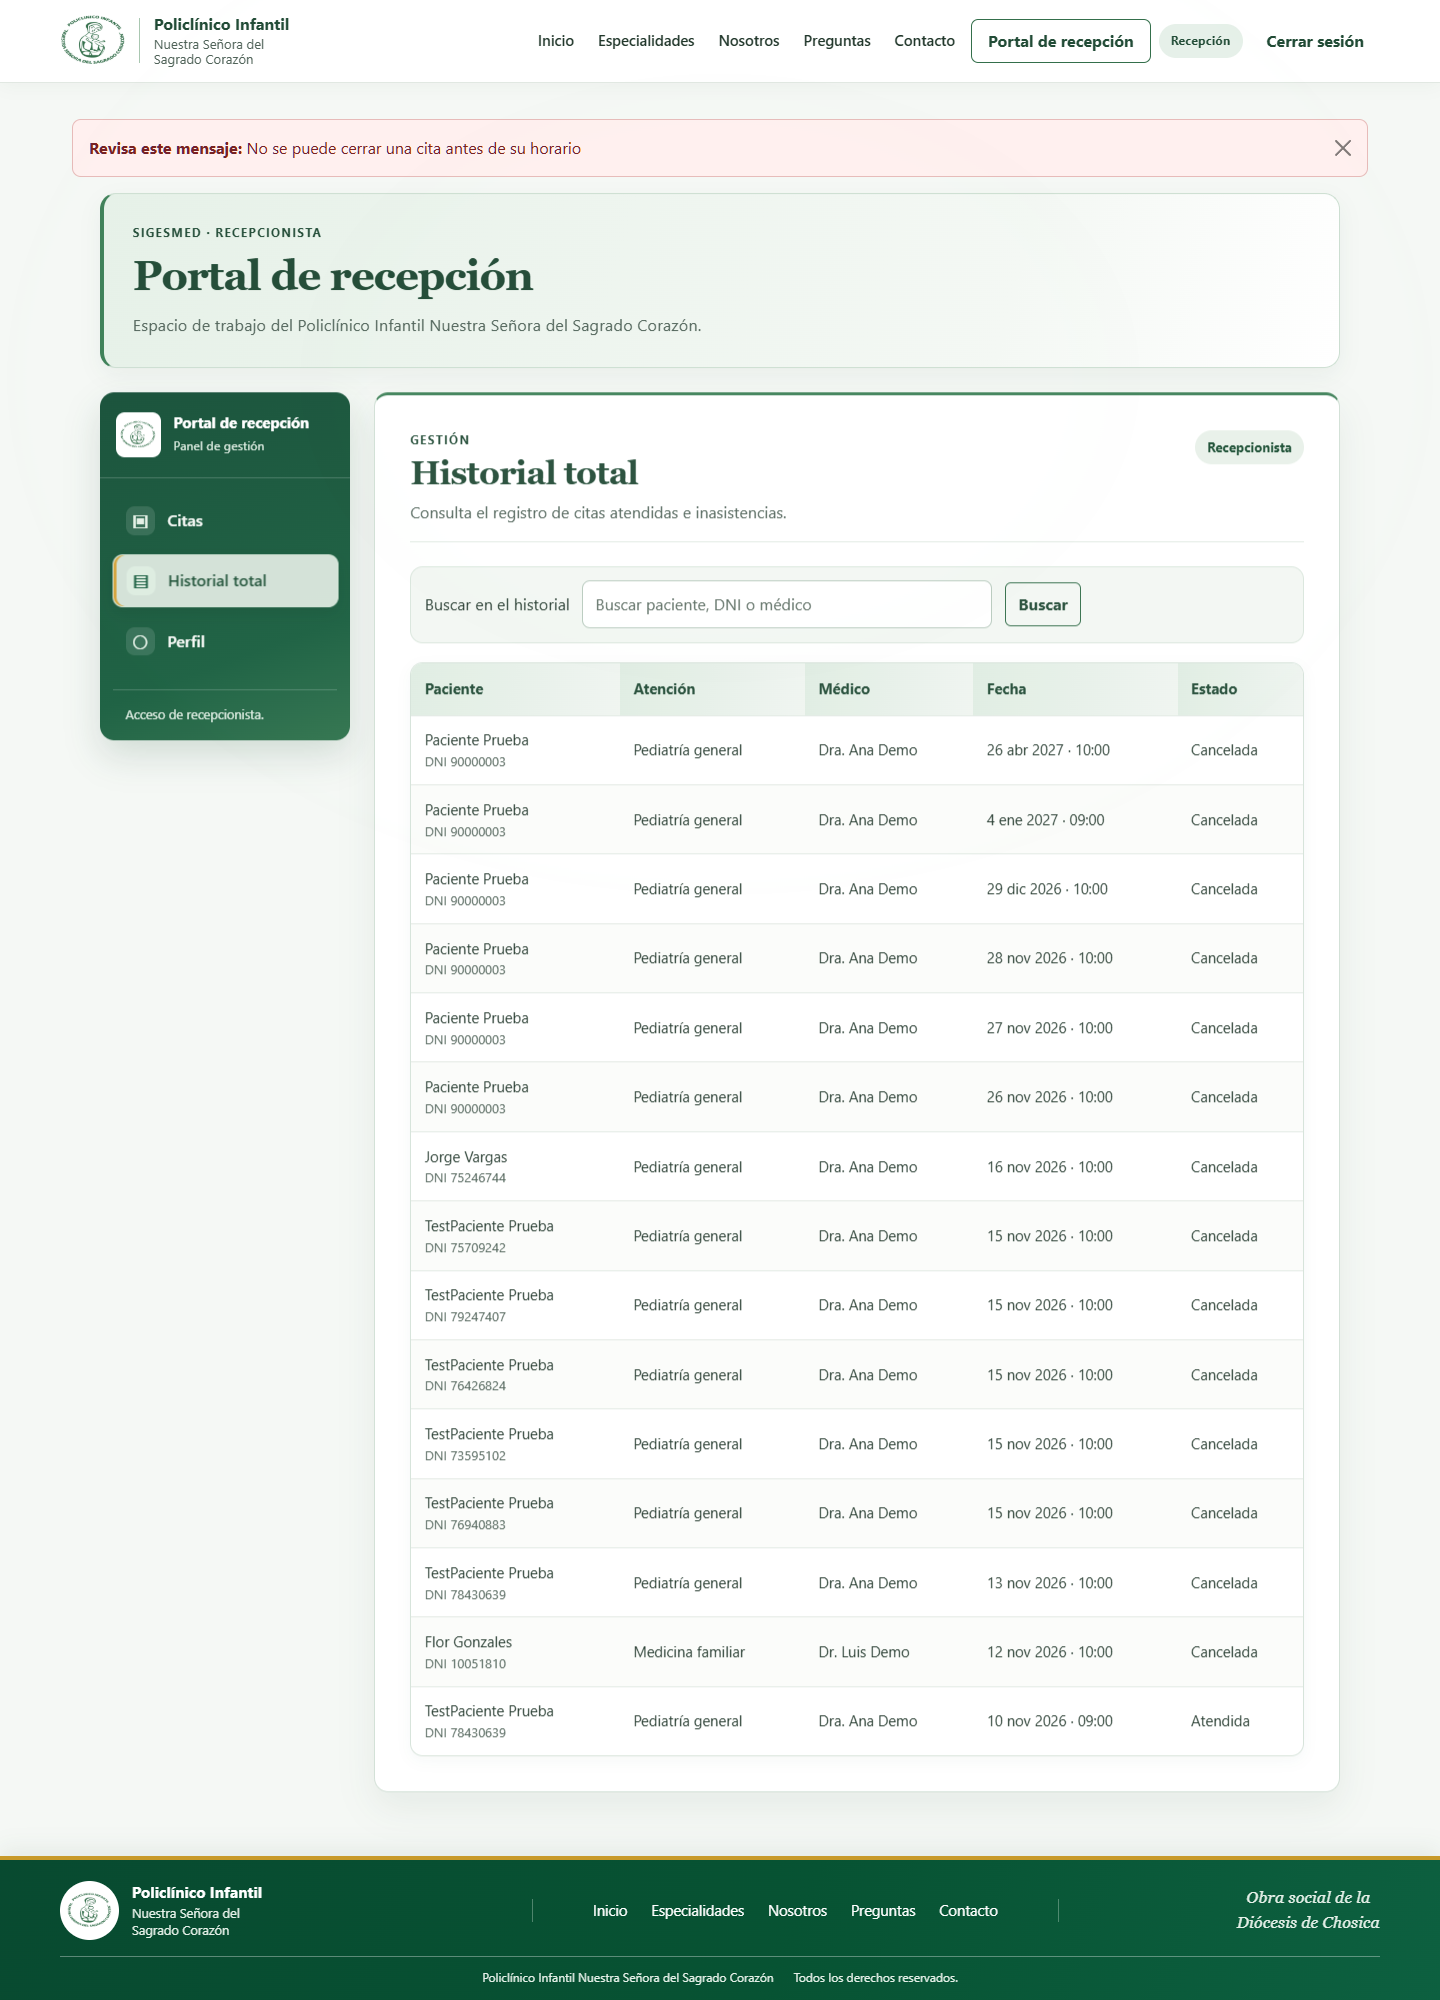 Policlínico Infantil
Nuestra Señora del
Sagrado Corazón
Inicio
Especialidades
Nosotros
Preguntas
Contacto
Portal de recepción
Recepción
Cerrar sesión
Revisa este mensaje: No se puede cerrar una cita antes de su horario
SIGESMED · RECEPCIONISTA
Portal de recepción
Espacio de trabajo del Policlínico Infantil Nuestra Señora del Sagrado Corazón.
Portal de recepción
Panel de gestión
Citas
Historial total
Perfil
Acceso de recepcionista.
GESTIÓN
Historial total
Consulta el registro de citas atendidas e inasistencias.
Recepcionista
Buscar en el historial
Buscar paciente, DNI o médico
Buscar
Paciente Atención Médico Fecha Estado
Paciente Prueba
DNI 90000003
Pediatría general Dra. Ana Demo 26 abr 2027 · 10:00 Cancelada
Paciente Prueba
DNI 90000003
Pediatría general Dra. Ana Demo 4 ene 2027 · 09:00 Cancelada
Paciente Prueba
DNI 90000003
Pediatría general Dra. Ana Demo 29 dic 2026 · 10:00 Cancelada
Paciente Prueba
DNI 90000003
Pediatría general Dra. Ana Demo 28 nov 2026 · 10:00 Cancelada
Paciente Prueba
DNI 90000003
Pediatría general Dra. Ana Demo 27 nov 2026 · 10:00 Cancelada
Paciente Prueba
DNI 90000003
Pediatría general Dra. Ana Demo 26 nov 2026 · 10:00 Cancelada
Jorge Vargas
DNI 75246744
Pediatría general Dra. Ana Demo 16 nov 2026 · 10:00 Cancelada
TestPaciente Prueba
DNI 75709242
Pediatría general Dra. Ana Demo 15 nov 2026 · 10:00 Cancelada
TestPaciente Prueba
DNI 79247407
Pediatría general Dra. Ana Demo 15 nov 2026 · 10:00 Cancelada
TestPaciente Prueba
DNI 76426824
Pediatría general Dra. Ana Demo 15 nov 2026 · 10:00 Cancelada
TestPaciente Prueba
DNI 73595102
Pediatría general Dra. Ana Demo 15 nov 2026 · 10:00 Cancelada
TestPaciente Prueba
DNI 76940883
Pediatría general Dra. Ana Demo 15 nov 2026 · 10:00 Cancelada
TestPaciente Prueba
DNI 78430639
Pediatría general Dra. Ana Demo 13 nov 2026 · 10:00 Cancelada
Flor Gonzales
DNI 10051810
Medicina familiar Dr. Luis Demo 12 nov 2026 · 10:00 Cancelada
TestPaciente Prueba
DNI 78430639
Pediatría general Dra. Ana Demo 10 nov 2026 · 09:00 Atendida
Policlínico Infantil
Nuestra Señora del
Sagrado Corazón
Inicio
Especialidades
Nosotros
Preguntas
Contacto
Obra social de la
Diócesis de Chosica
Policlínico Infantil Nuestra Señora del Sagrado Corazón
Todos los derechos reservados.